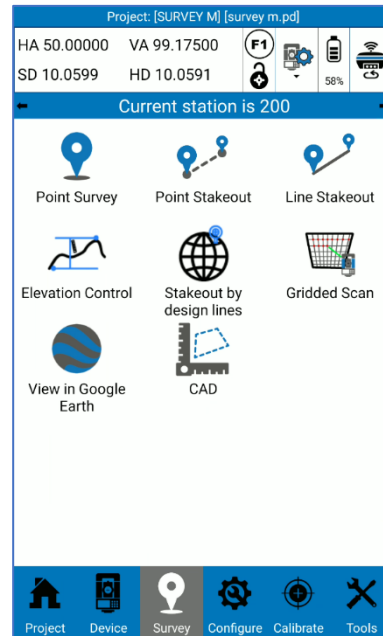 Project: [SURVEY M] [survey m.pd]
HA 50.00000 VA 99.17500 F1
SD 10.0599 HD 10.0591 58%
Current station is 200
Point Survey Point Stakeout Line Stakeout
Elevation Control Stakeout by design lines Gridded Scan
View in Google Earth CAD
Project Device Survey Configure Calibrate Tools